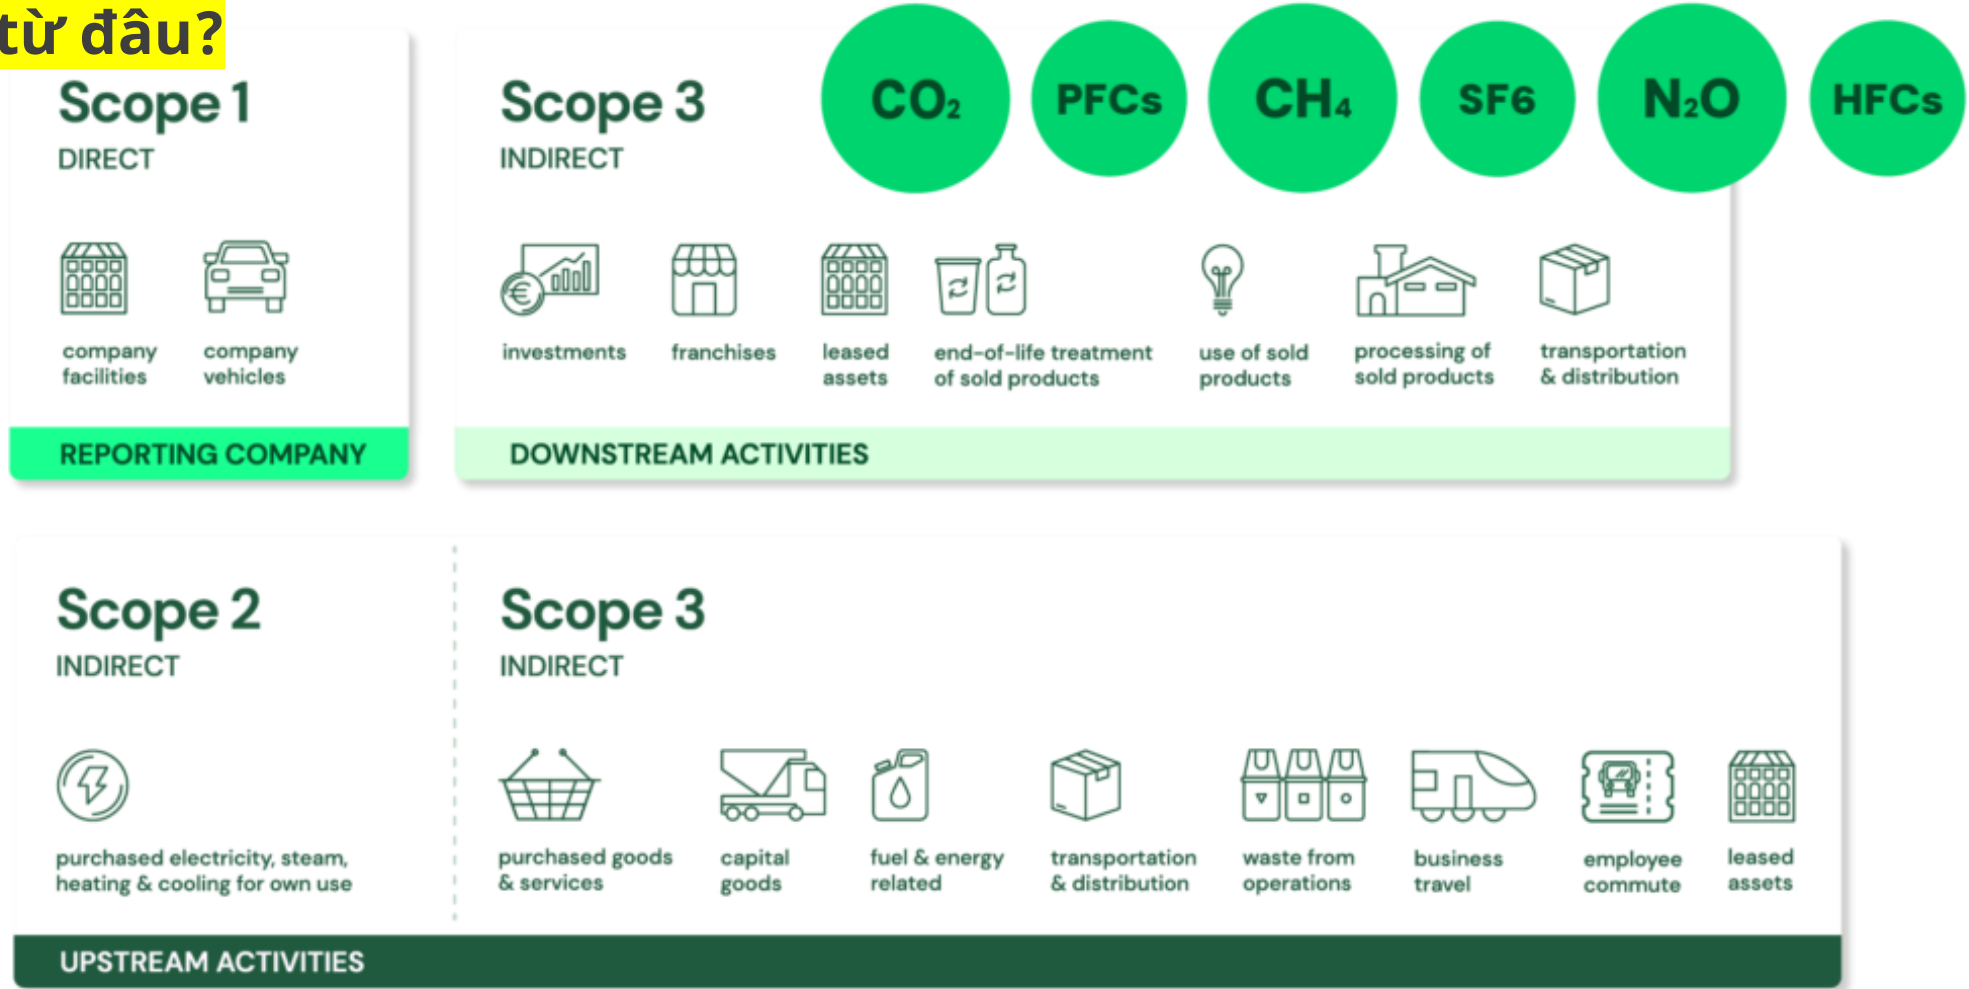 từ đâu?
Scope 1
DIRECT
company
facilities
company
vehicles
REPORTING COMPANY
Scope 3
INDIRECT
CO₂
PFCs
CH₄
SF6
N₂O
HFCs
investments
franchises
leased
assets
end-of-life treatment
of sold products
use of sold
products
processing of
sold products
transportation
& distribution
DOWNSTREAM ACTIVITIES
Scope 2
INDIRECT
purchased electricity, steam,
heating & cooling for own use
Scope 3
INDIRECT
purchased goods
& services
capital
goods
fuel & energy
related
transportation
& distribution
waste from
operations
business
travel
employee
commute
leased
assets
UPSTREAM ACTIVITIES